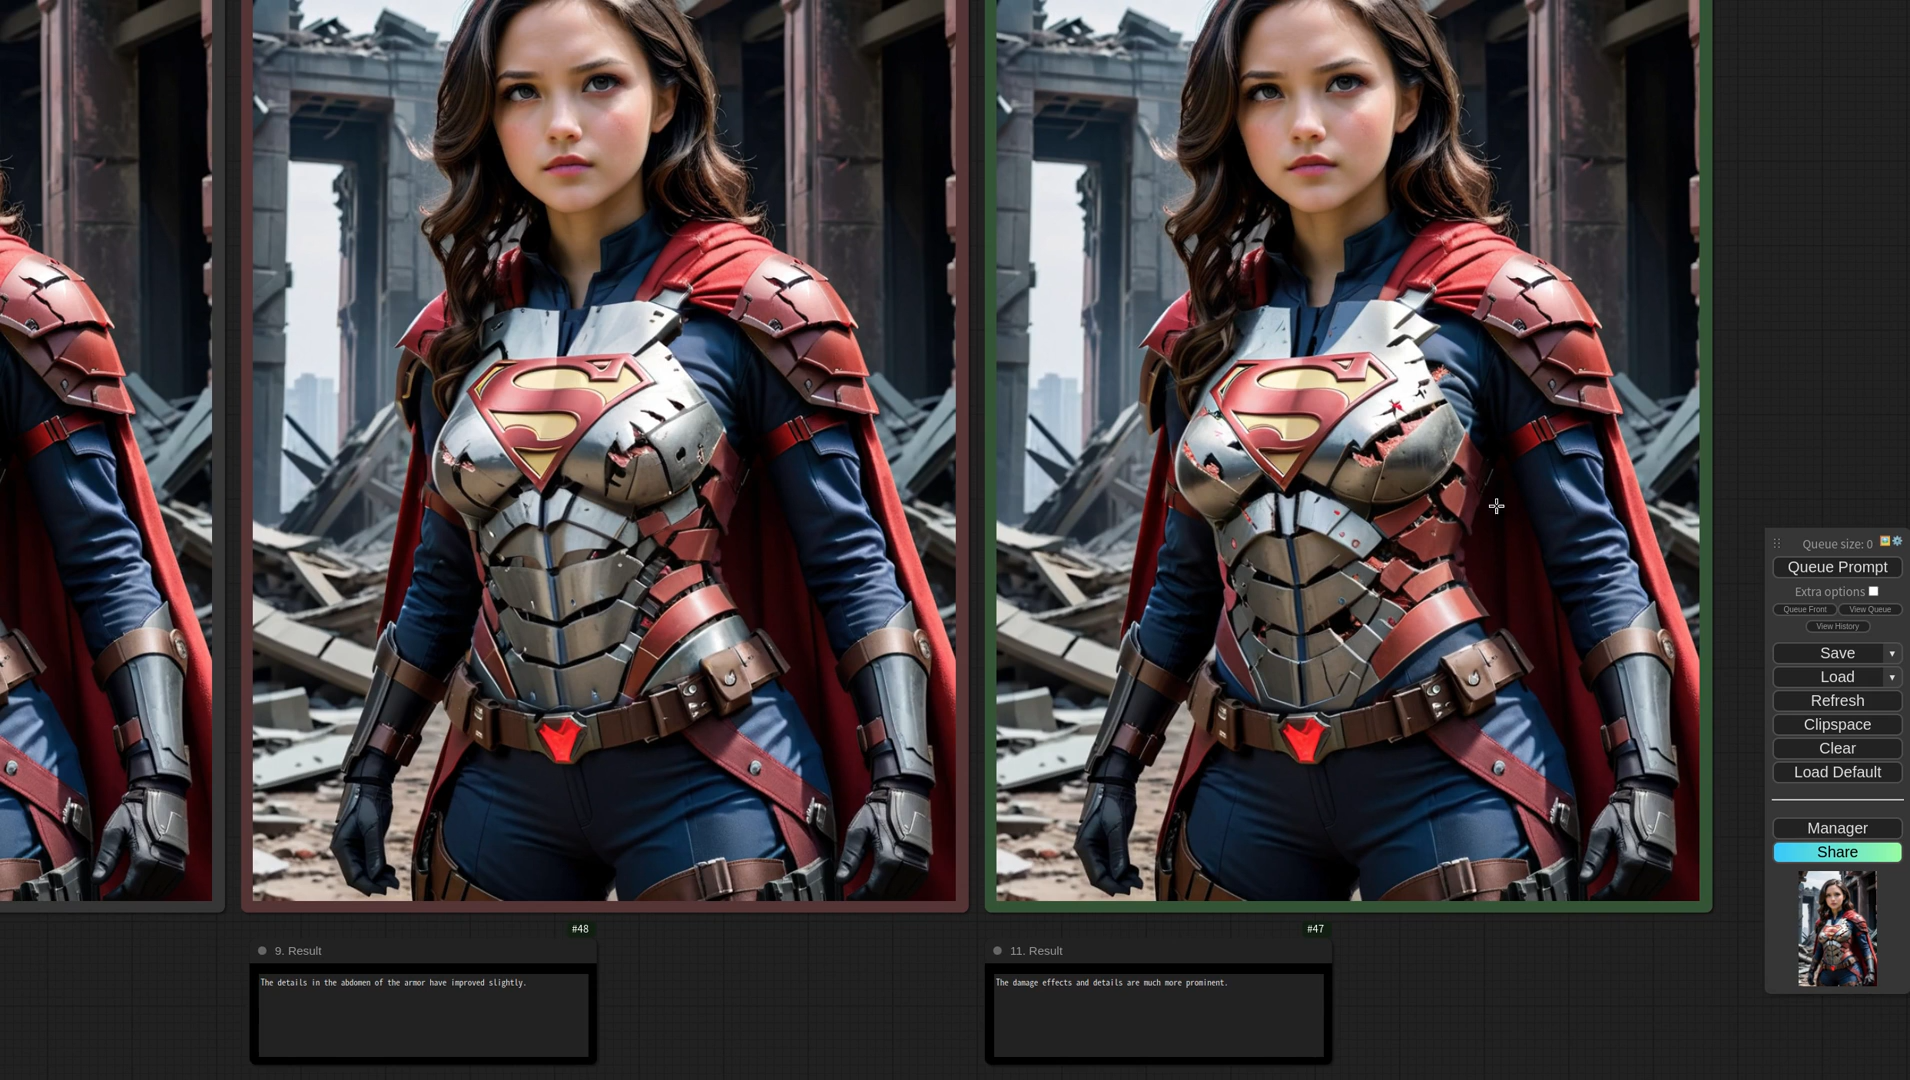 Queue size: 0
Queue Prompt
Extra options
Queue Front
View Queue
View History
Save
Load
Refresh
Clipspace
Clear
Load Default
Manager
Share
#48
9. Result
The details in the abdomen of the armor have improved slightly.
#47
11. Result
The damage effects and details are much more prominent.